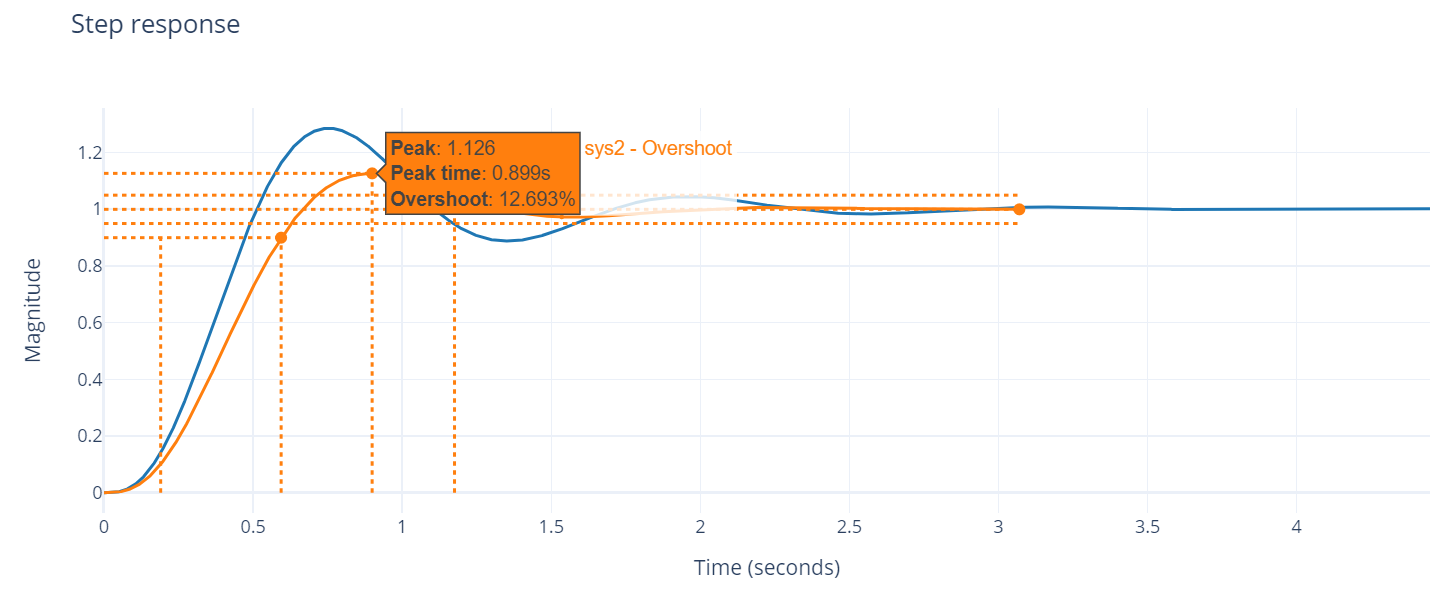 Step response
Peak: 1.126
Peak time: 0.899s
Overshoot: 12.693%
sys2 - Overshoot
Magnitude
1.2
1
0.8
0.6
0.4
0.2
0
0 0.5 1 1.5 2 2.5 3 3.5 4
Time (seconds)